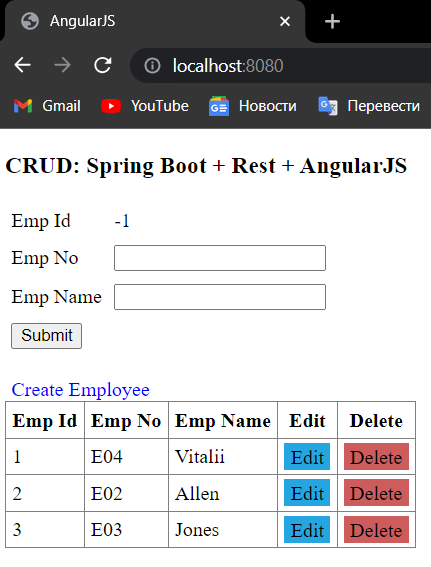 AngularJS
localhost:8080
Gmail YouTube Новости Перевести
CRUD: Spring Boot + Rest + AngularJS
Emp Id -1
Emp No
Emp Name
Submit
Create Employee
Emp Id Emp No Emp Name Edit Delete
1 E04 Vitalii Edit Delete
2 E02 Allen Edit Delete
3 E03 Jones Edit Delete